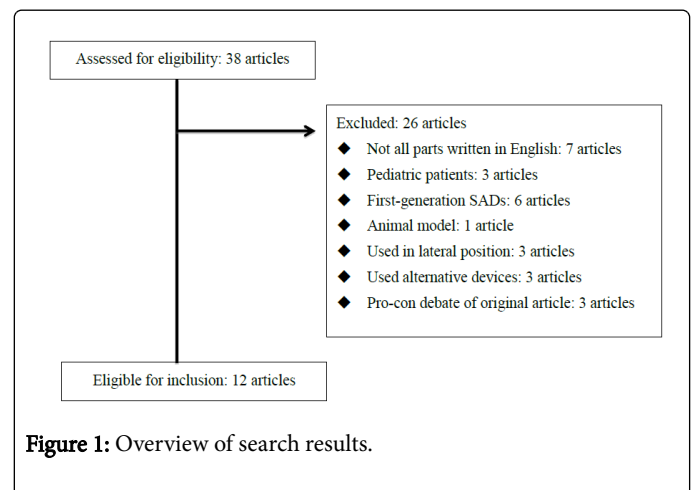 Assessed for eligibility: 38 articles
Excluded: 26 articles
◆ Not all parts written in English: 7 articles
◆ Pediatric patients: 3 articles
◆ First-generation SADs: 6 articles
◆ Animal model: 1 article
◆ Used in lateral position: 3 articles
◆ Used alternative devices: 3 articles
◆ Pro-con debate of original article: 3 articles
Eligible for inclusion: 12 articles
Figure 1: Overview of search results.